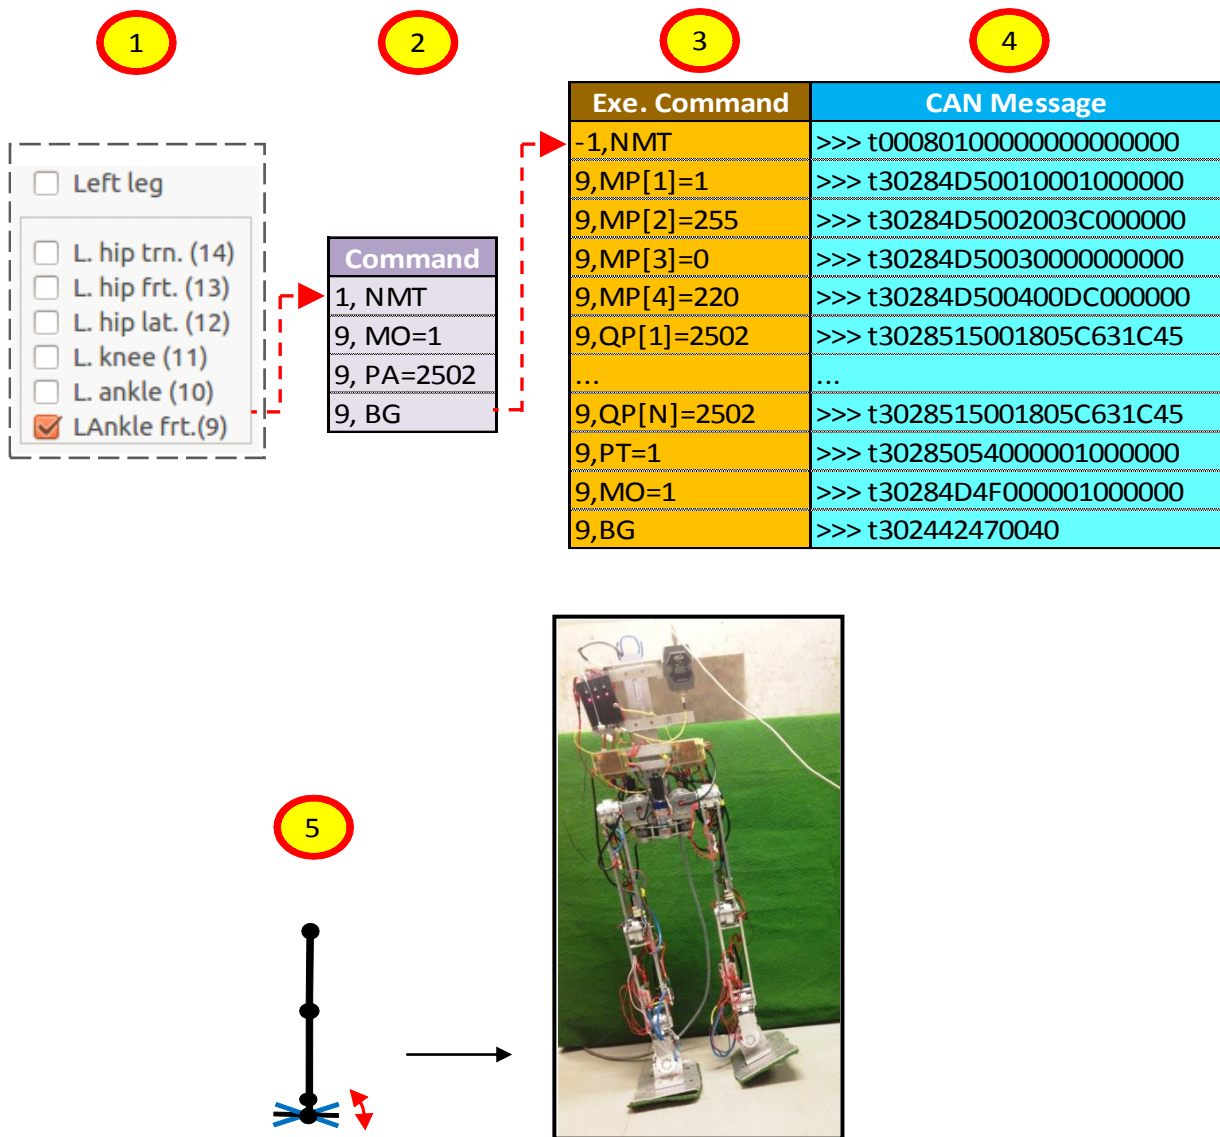 1
2
3
4
Left leg
L. hip trn. (14)
L. hip frt. (13)
L. hip lat. (12)
L. knee (11)
L. ankle (10)
LAnkle frt.(9)
Command
1, NMT
9, MO=1
9, PA=2502
9, BG
Exe. Command CAN Message
-1,NMT >>> t00080100000000000000
9,MP[1]=1 >>> t30284D50010001000000
9,MP[2]=255 >>> t30284D5002003C000000
9,MP[3]=0 >>> t30284D50030000000000
9,MP[4]=220 >>> t30284D500400DC000000
9,QP[1]=2502 >>> t3028515001805C631C45
... ...
9,QP[N]=2502 >>> t3028515001805C631C45
9,PT=1 >>> t30285054000001000000
9,MO=1 >>> t30284D4F000001000000
9,BG >>> t302442470040
5